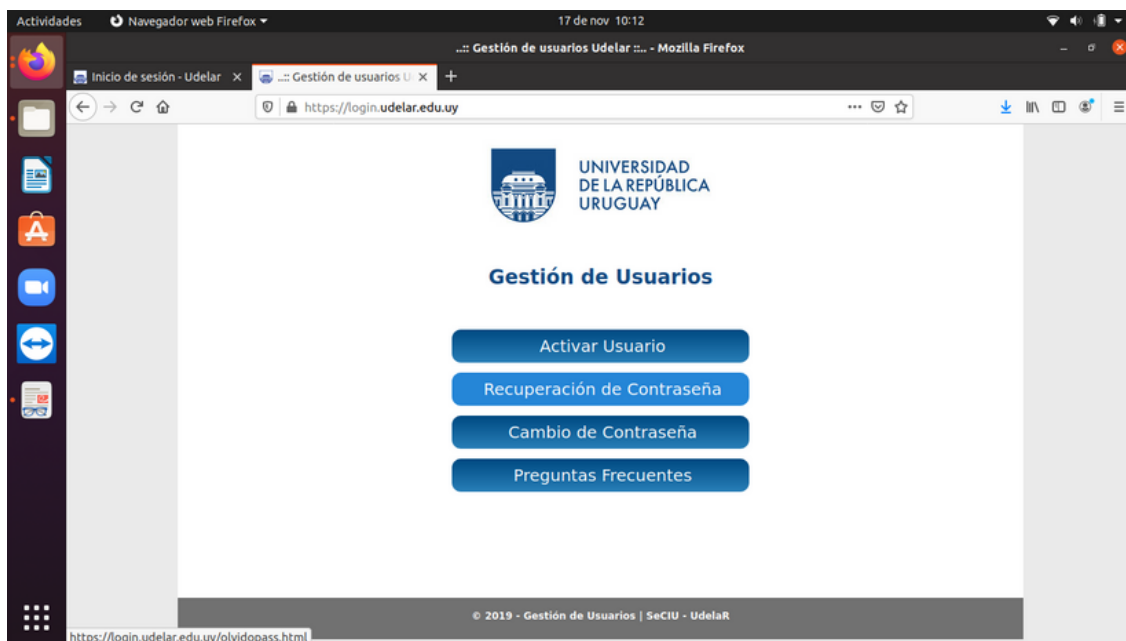 Actividades
Navegador web Firefox
17 de nov 10:12
..:: Gestión de usuarios Udelar ::.. - Mozilla Firefox
Inicio de sesión - Udelar
..:: Gestión de usuarios U
https://login.udelar.edu.uy
UNIVERSIDAD
DE LA REPÚBLICA
URUGUAY
Gestión de Usuarios
Activar Usuario
Recuperación de Contraseña
Cambio de Contraseña
Preguntas Frecuentes
© 2019 - Gestión de Usuarios | SeCIU - UdelaR
https://login.udelar.edu.uy/olvidopass.html